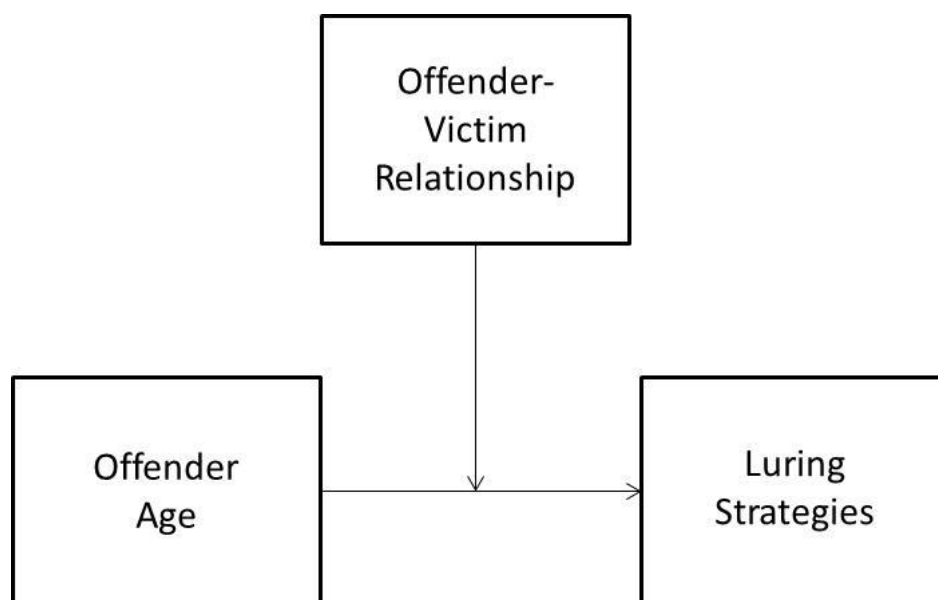 Offender-
Victim
Relationship
Offender
Age
Luring
Strategies